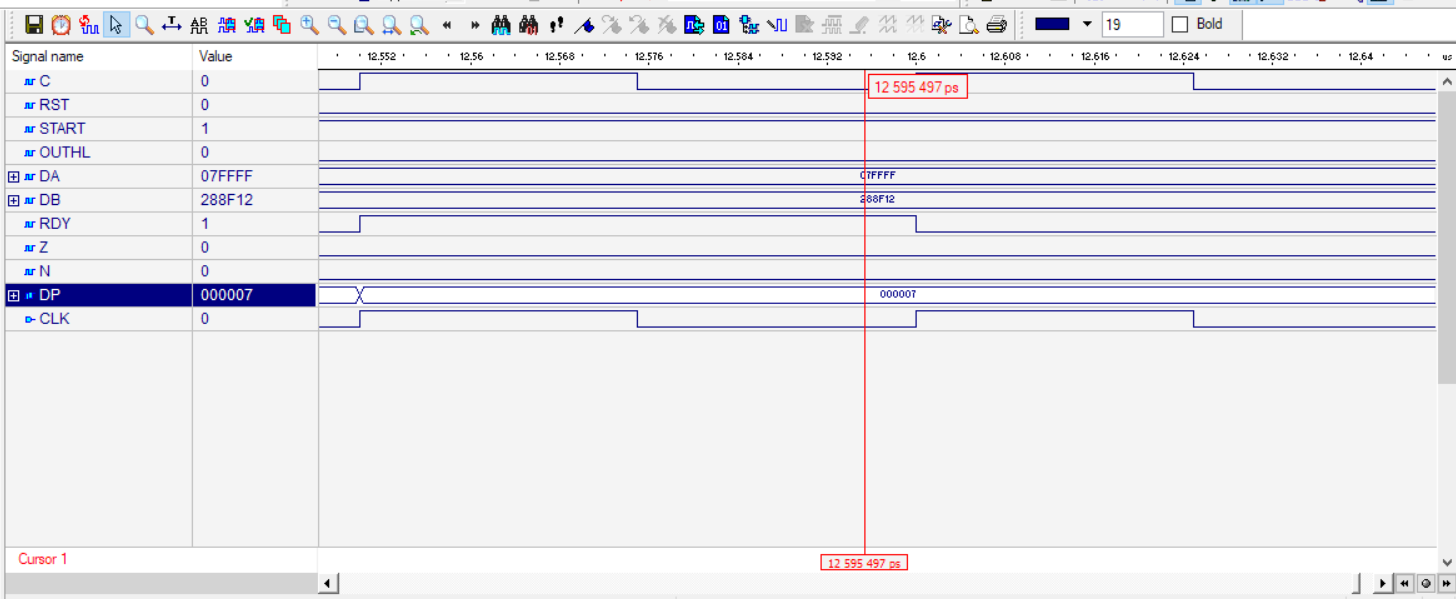 19 Bold
Signal name Value 12.552 12.56 12.568 12.576 12.584 12.592 12.6 12.608 12.616 12.624 12.632 12.64 us
C 0 12 595 497 ps
RST 0
START 1
OUTHL 0
DA 07FFFF 07FFFF
DB 288F12 288F12
RDY 1
Z 0
N 0
DP 000007 000007
CLK 0
Cursor 1 12 595 497 ps